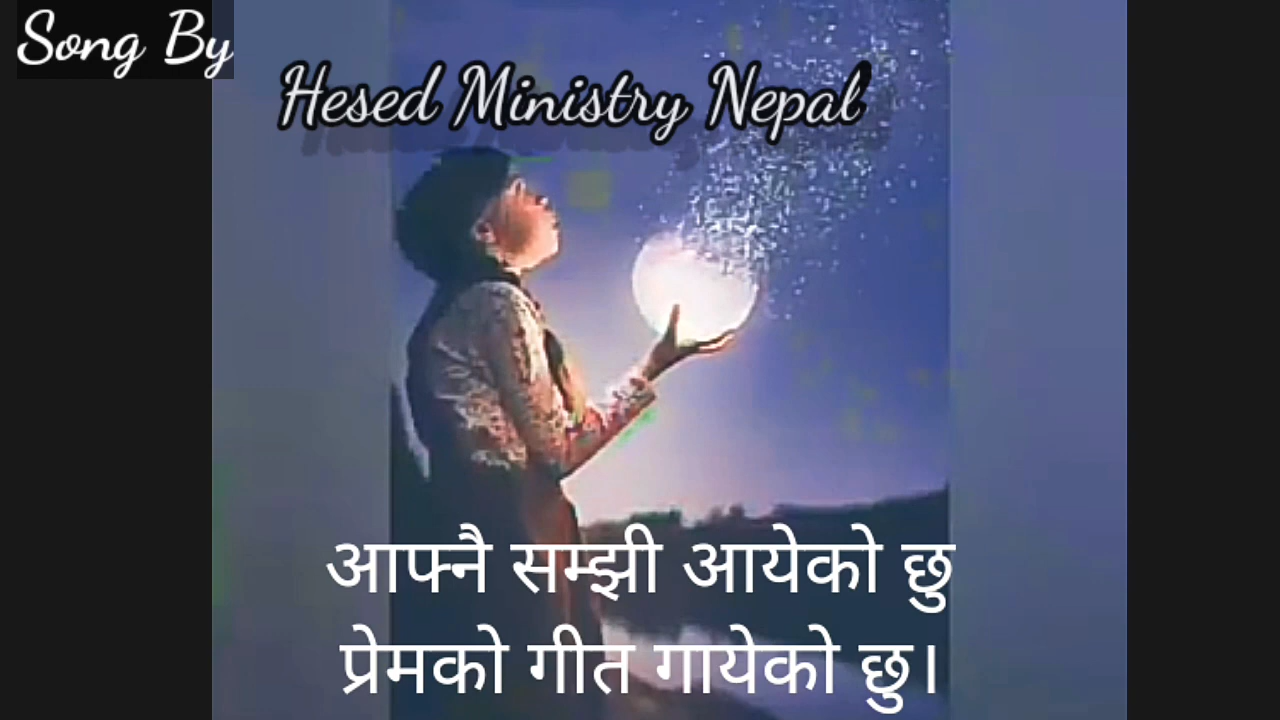 Song By
Hesed Ministry Nepal
आफ्नै सम्झी आयेको छु
प्रेमको गीत गायेको छु।